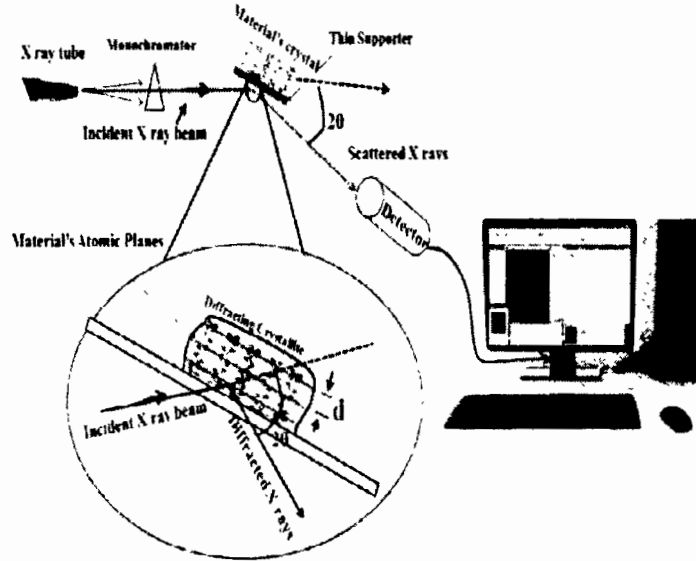 Material's crystal
Monochromator
Thin Supporter
X ray tube
2θ
Incident X ray beam
Scattered X rays
Detector
Material's Atomic Planes
Diffracting Crystallite
d
Incident X ray beam
2θ
Diffracted X rays